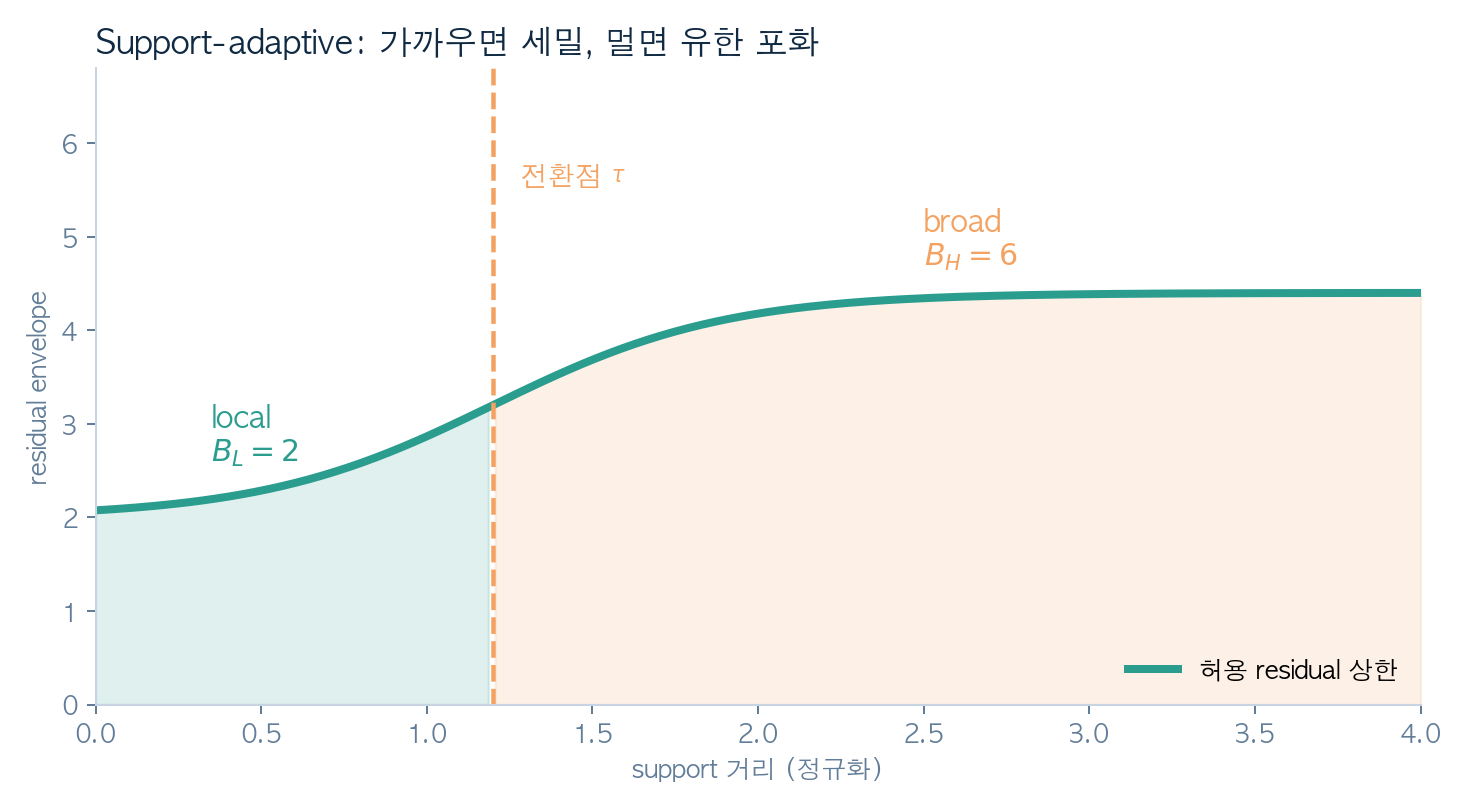 Support-adaptive: 가까우면 세밀, 멀면 유한 포화
6
5
4
3
2
1
0
residual envelope
전환점 τ
broad
B_H = 6
local
B_L = 2
허용 residual 상한
0.0 0.5 1.0 1.5 2.0 2.5 3.0 3.5 4.0
support 거리 (정규화)